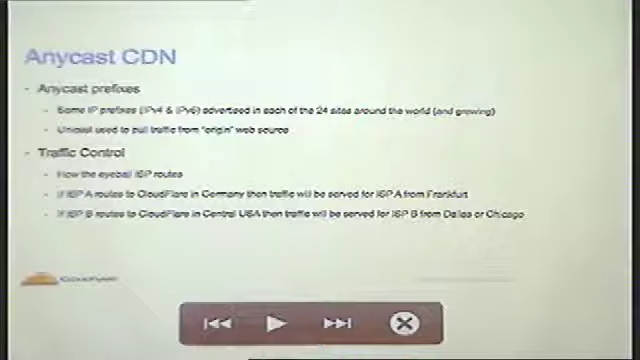 Anycast CDN
- Anycast prefixes
- Same IP prefixes (IPv4 & IPv6) advertised in each of the 24 sites around the world (and growing)
- Unicast used to pull traffic from "origin" web source
- Traffic Control
- How the eyeball ISP routes
- If ISP A routes to CloudFlare in Germany then traffic will be served for ISP A from Frankfurt
- If ISP B routes to CloudFlare in Central USA then traffic will be served for ISP B from Dallas or Chicago
CLOUDFLARE